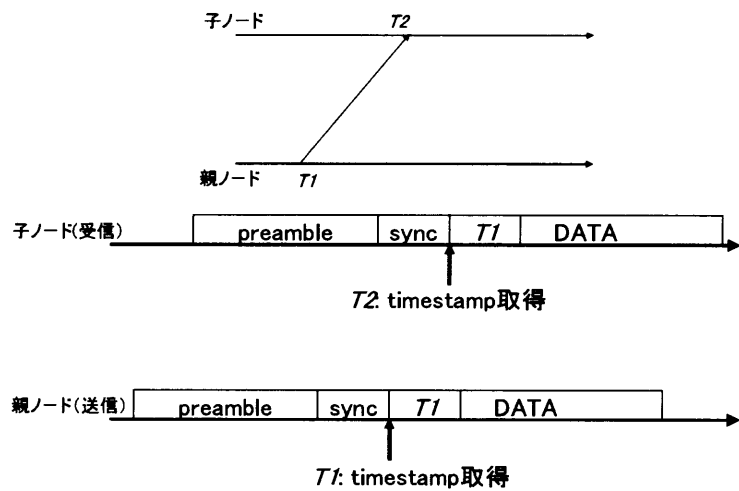 子ノード T2
親ノード T1
子ノード(受信) preamble sync T1 DATA
T2: timestamp取得
親ノード(送信) preamble sync T1 DATA
T1: timestamp取得